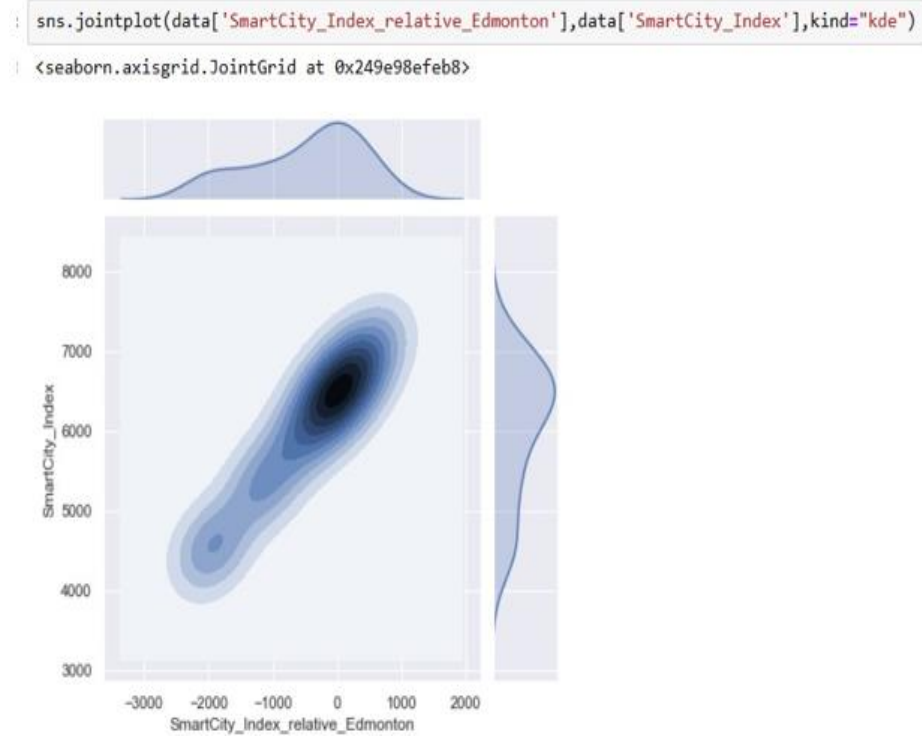 sns.jointplot(data['SmartCity_Index_relative_Edmonton'],data['SmartCity_Index'],kind="kde")
<seaborn.axisgrid.JointGrid at 0x249e98efeb8>
8000
7000
6000
5000
4000
3000
SmartCity_Index
-3000 -2000 -1000 0 1000 2000
SmartCity_Index_relative_Edmonton